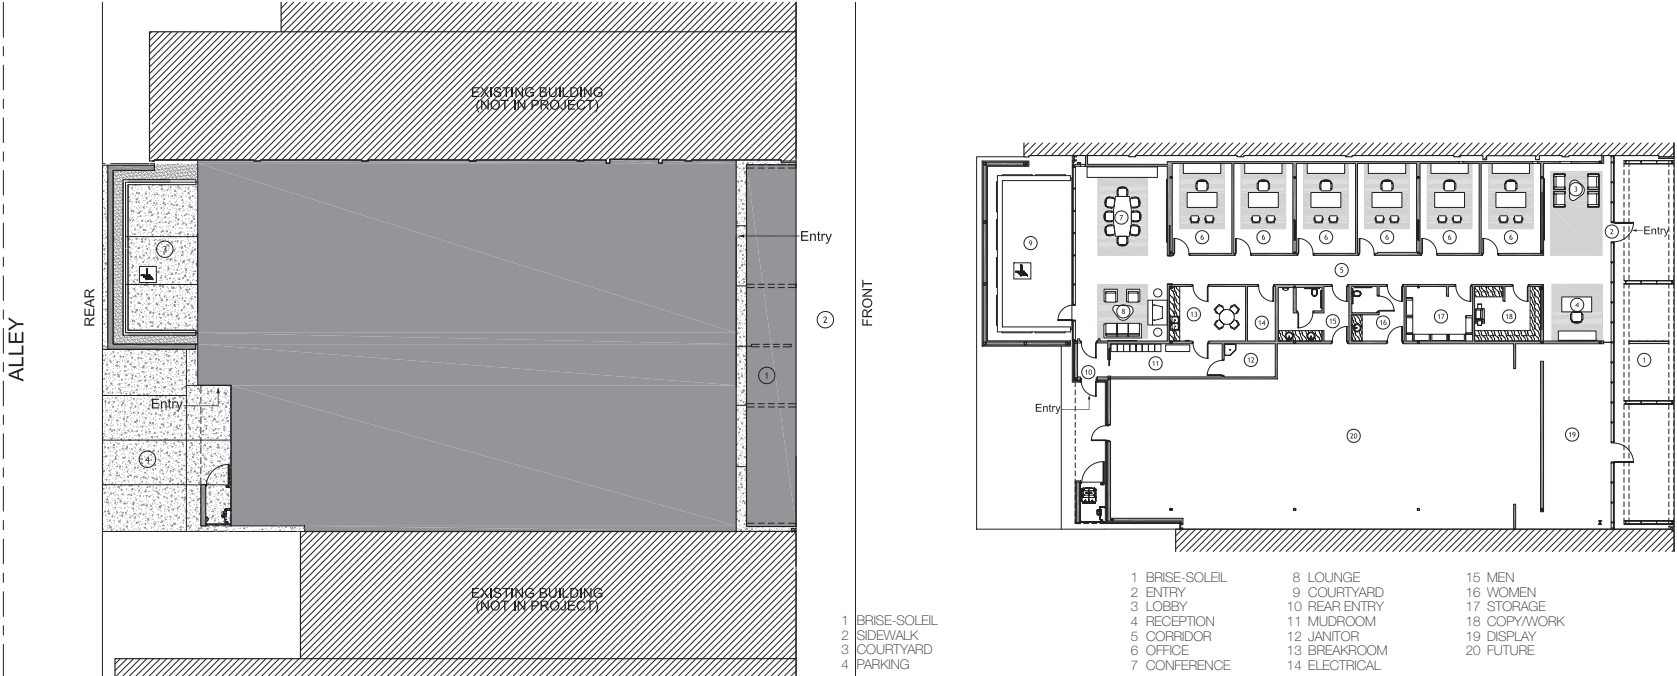 EXISTING BUILDING
(NOT IN PROJECT)
3
Entry
REAR
ALLEY
2
FRONT
1
Entry
4
EXISTING BUILDING
(NOT IN PROJECT)
1 BRISE-SOLEIL
2 SIDEWALK
3 COURTYARD
4 PARKING
7
6
6
6
6
6
6
3
2
Entry
9
5
8
13
14
15
16
17
18
4
11
12
1
10
Entry
20
19
1 BRISE-SOLEIL
2 ENTRY
3 LOBBY
4 RECEPTION
5 CORRIDOR
6 OFFICE
7 CONFERENCE
8 LOUNGE
9 COURTYARD
10 REAR ENTRY
11 MUDROOM
12 JANITOR
13 BREAKROOM
14 ELECTRICAL
15 MEN
16 WOMEN
17 STORAGE
18 COPY/WORK
19 DISPLAY
20 FUTURE